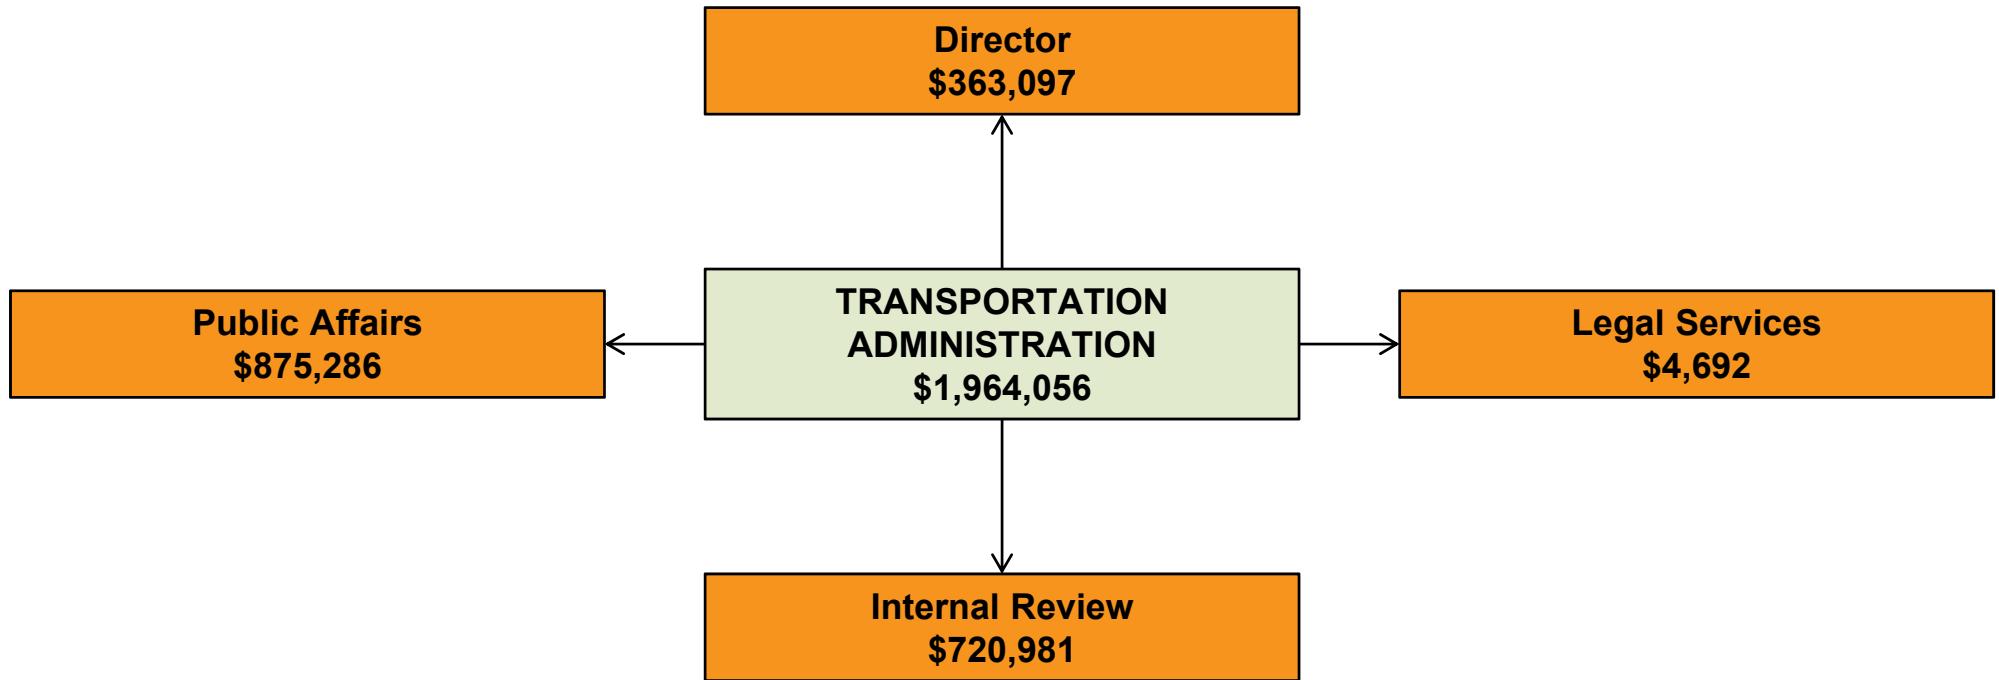 Director
$363,097
Public Affairs
$875,286
TRANSPORTATION
ADMINISTRATION
$1,964,056
Legal Services
$4,692
Internal Review
$720,981